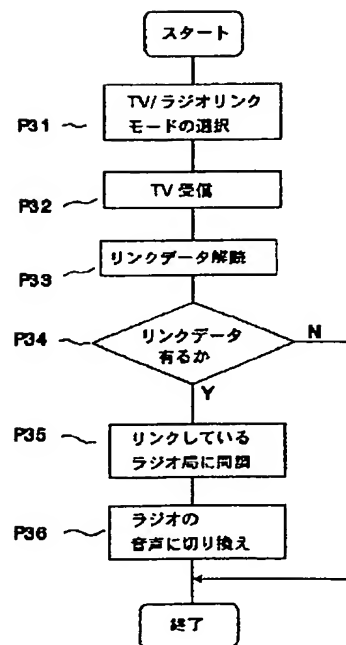 スタート
P31
TV/ラジオリンク
モードの選択
P32
TV 受信
P33
リンクデータ解読
P34
リンクデータ
有るか
N
Y
P35
リンクしている
ラジオ局に同調
P36
ラジオの
音声に切り換え
終了